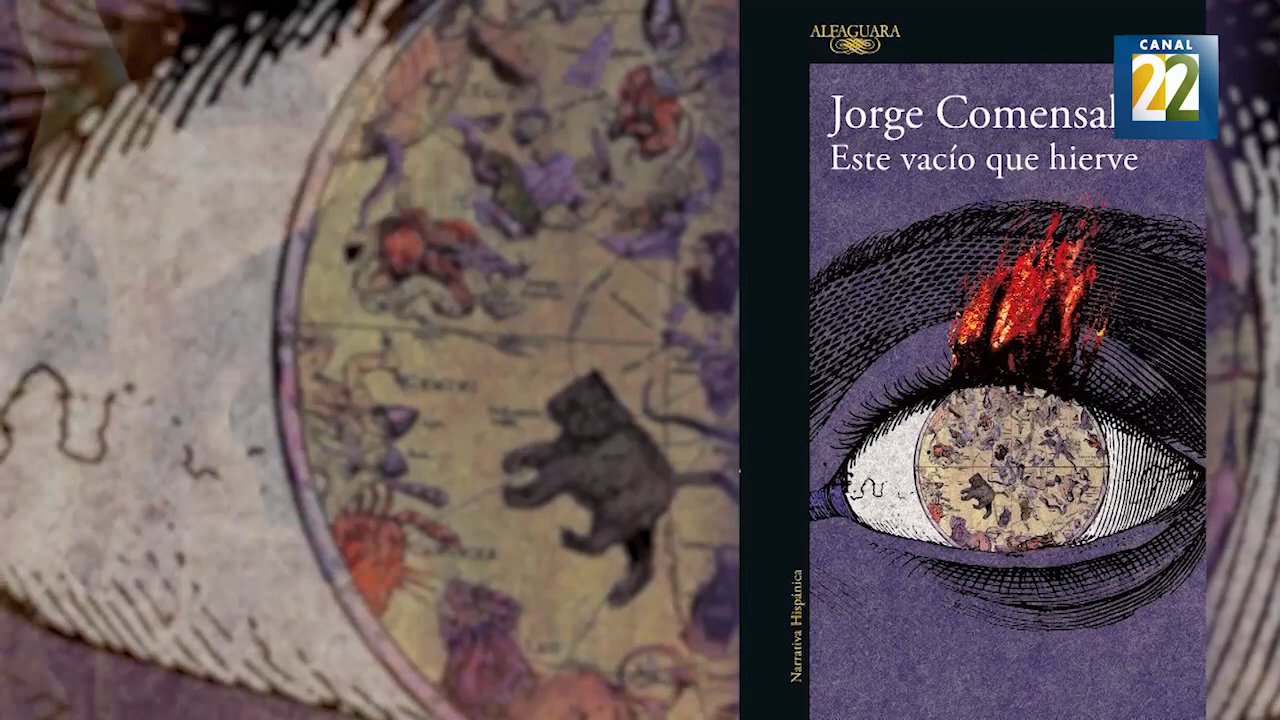 ALFAGUARA
CANAL
22
Jorge Comensal
Este vacío que hierve
Narrativa Hispánica